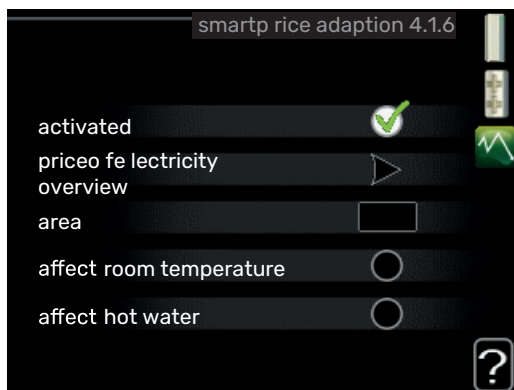 smartp rice adaption 4.1.6
activated
priceo fe lectricity
overview
area
affect room temperature
affect hot water
?